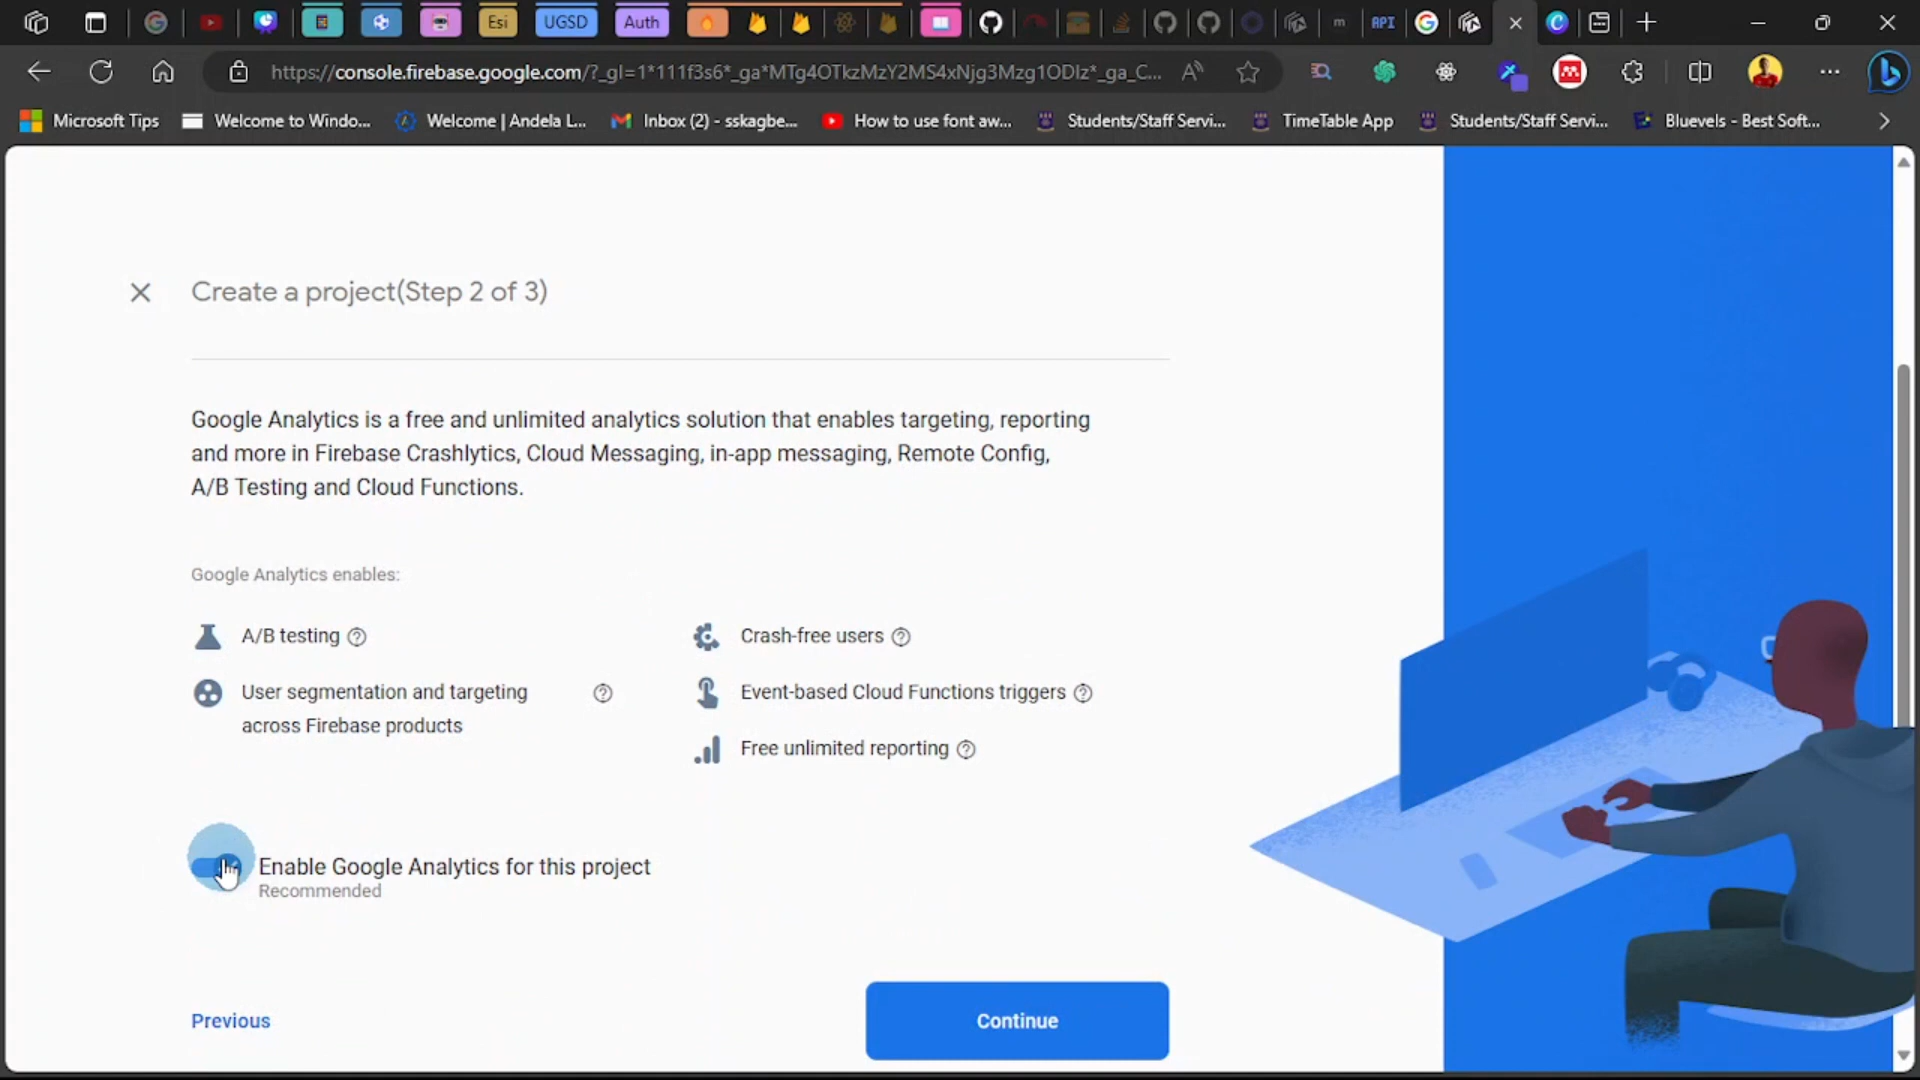 Esi
UGSD
Auth
API
https://console.firebase.google.com/?_gl=1*111f3s6*_ga*MTg4OTkzMzY2MS4xNjg3Mzg1ODIz*_ga_C...
Microsoft Tips
Welcome to Windo...
Welcome | Andela L...
Inbox (2) - sskagbe...
How to use font aw...
Students/Staff Servi...
TimeTable App
Students/Staff Servi...
Bluevels - Best Soft...
Create a project(Step 2 of 3)
Google Analytics is a free and unlimited analytics solution that enables targeting, reporting
and more in Firebase Crashlytics, Cloud Messaging, in-app messaging, Remote Config,
A/B Testing and Cloud Functions.
Google Analytics enables:
A/B testing
Crash-free users
User segmentation and targeting
across Firebase products
Event-based Cloud Functions triggers
Free unlimited reporting
Enable Google Analytics for this project
Recommended
Previous
Continue